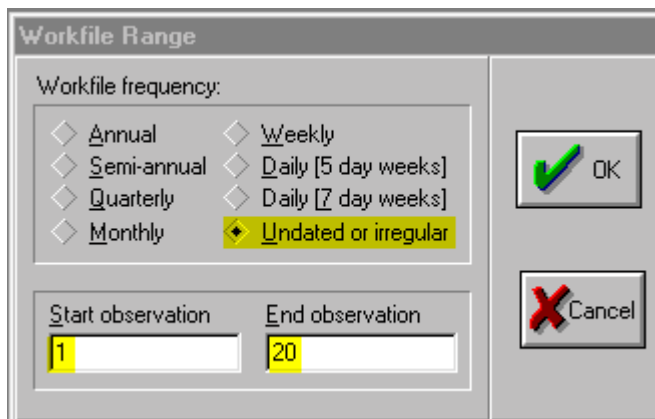 Workfile Range
Workfile frequency:
Annual
Semi-annual
Quarterly
Monthly
Weekly
Daily [5 day weeks]
Daily [7 day weeks]
Undated or irregular
Start observation
1
End observation
20
OK
Cancel